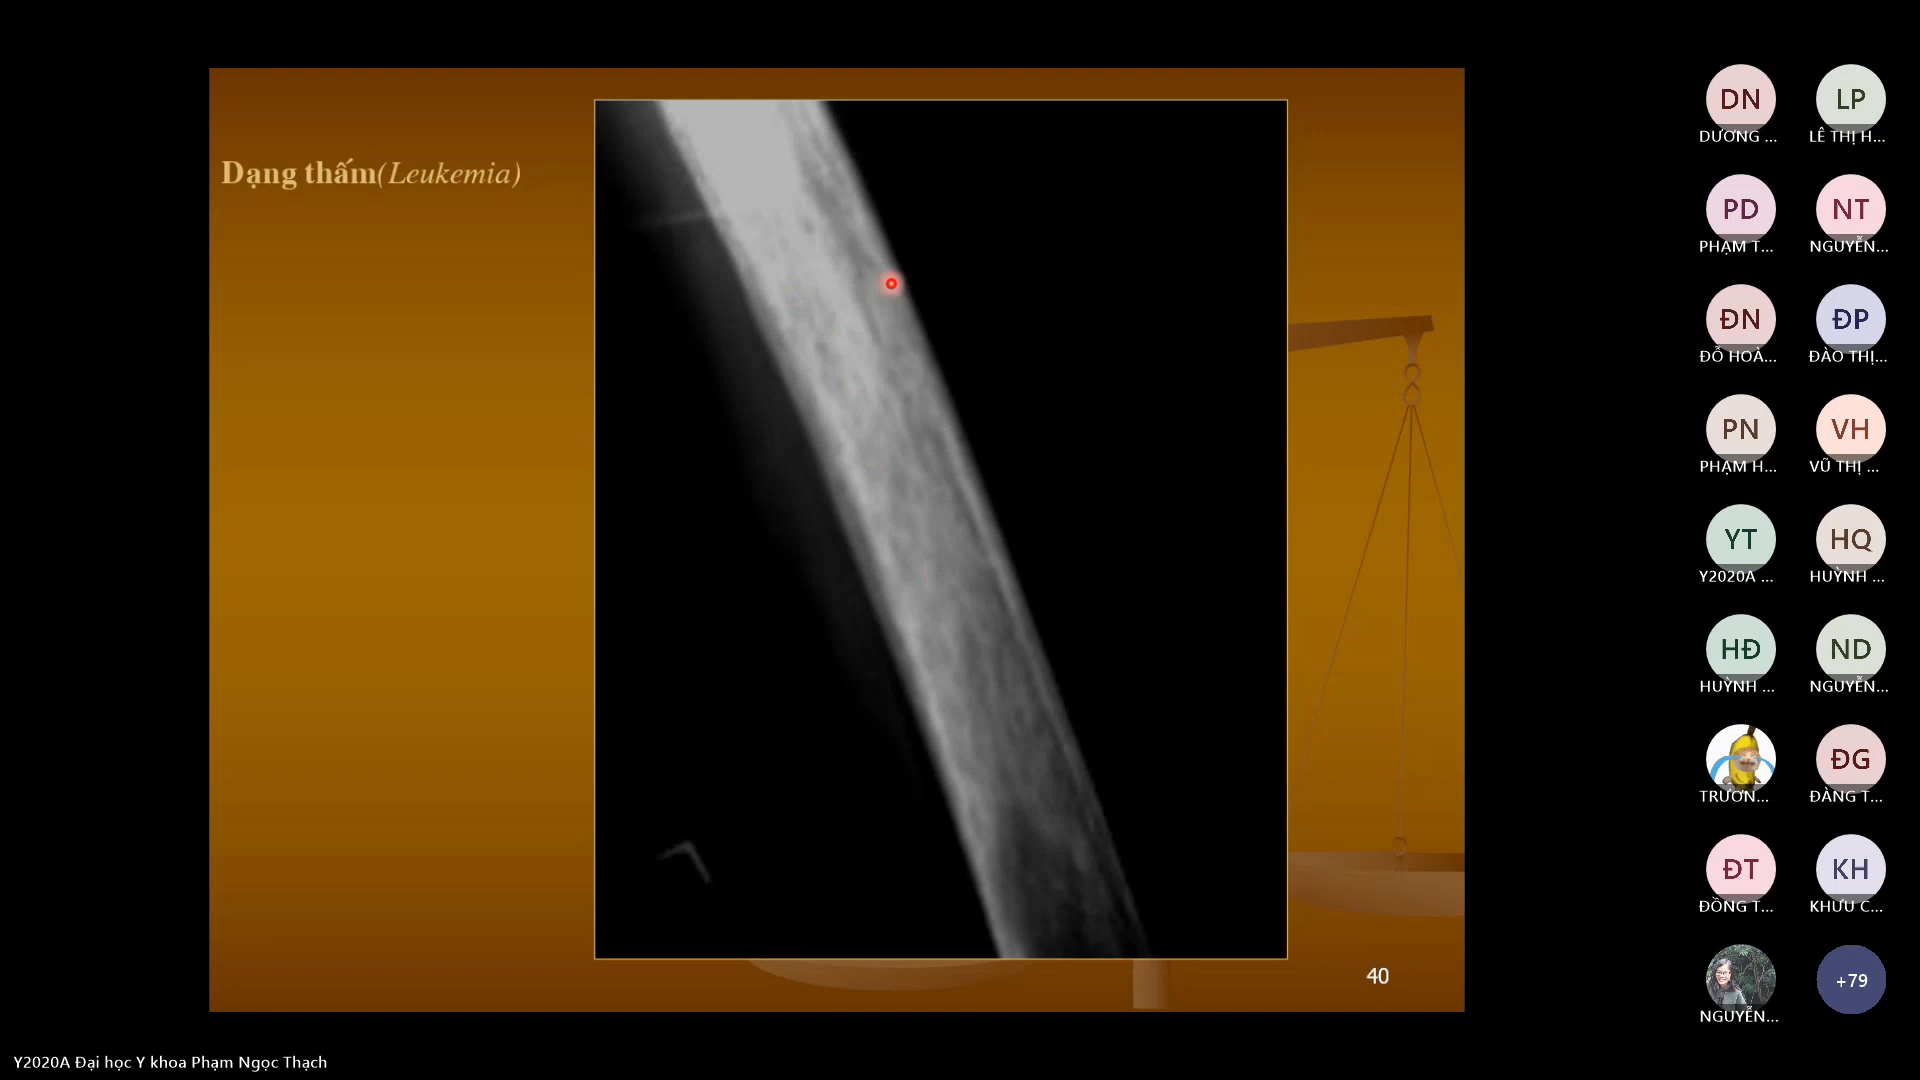 Dạng thấm(Leukemia)
40
DN
DƯƠNG ...
LP
LÊ THỊ H...
PD
PHẠM T...
NT
NGUYỄN...
ĐN
ĐỖ HOÀ...
ĐP
ĐÀO THỊ...
PN
PHẠM H...
VH
VŨ THỊ ...
YT
Y2020A ...
HQ
HUỲNH ...
HĐ
HUỲNH ...
ND
NGUYỄN...
TRƯƠN...
ĐG
ĐÀNG T...
ĐT
ĐỒNG T...
KH
KHƯU C...
NGUYỄN...
+79
Y2020A Đại học Y khoa Phạm Ngọc Thạch